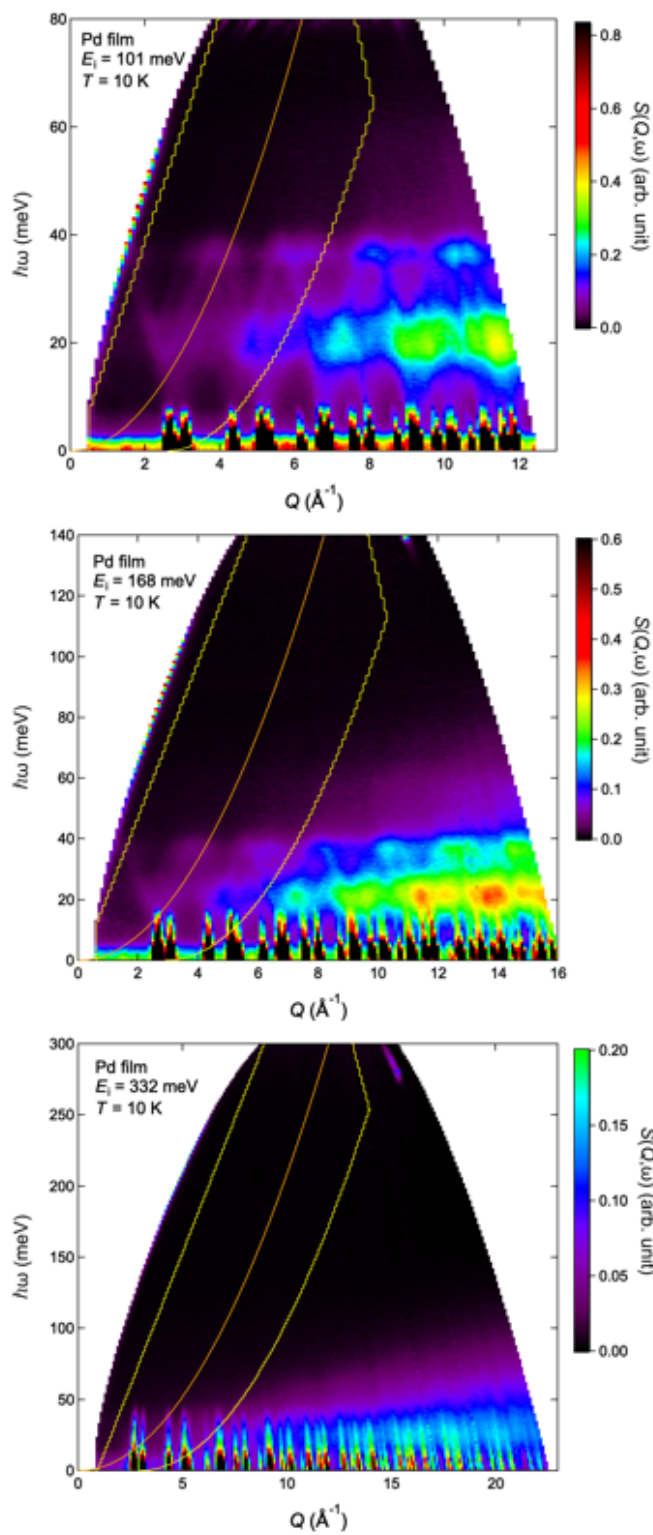 Pd film
Eᵢ = 101 meV
T = 10 K
80
60
40
20
0
ħω (meV)
0 2 4 6 8 10 12
Q (Å⁻¹)
0.8
0.6
0.4
0.2
0.0
S(Q,ω) (arb. unit)
Pd film
Eᵢ = 168 meV
T = 10 K
140
120
100
80
60
40
20
0
ħω (meV)
0 2 4 6 8 10 12 14 16
Q (Å⁻¹)
0.6
0.5
0.4
0.3
0.2
0.1
0.0
S(Q,ω) (arb. unit)
Pd film
Eᵢ = 332 meV
T = 10 K
300
250
200
150
100
50
0
ħω (meV)
0 5 10 15 20
Q (Å⁻¹)
0.20
0.15
0.10
0.05
0.00
S(Q,ω) (arb. unit)